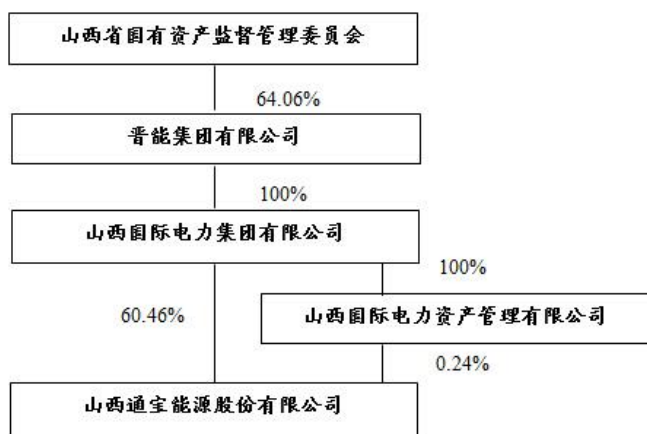 山西省国有资产监督管理委员会
64.06%
晋能集团有限公司
100%
山西国际电力集团有限公司
100%
60.46%
山西国际电力资产管理有限公司
0.24%
山西通宝能源股份有限公司